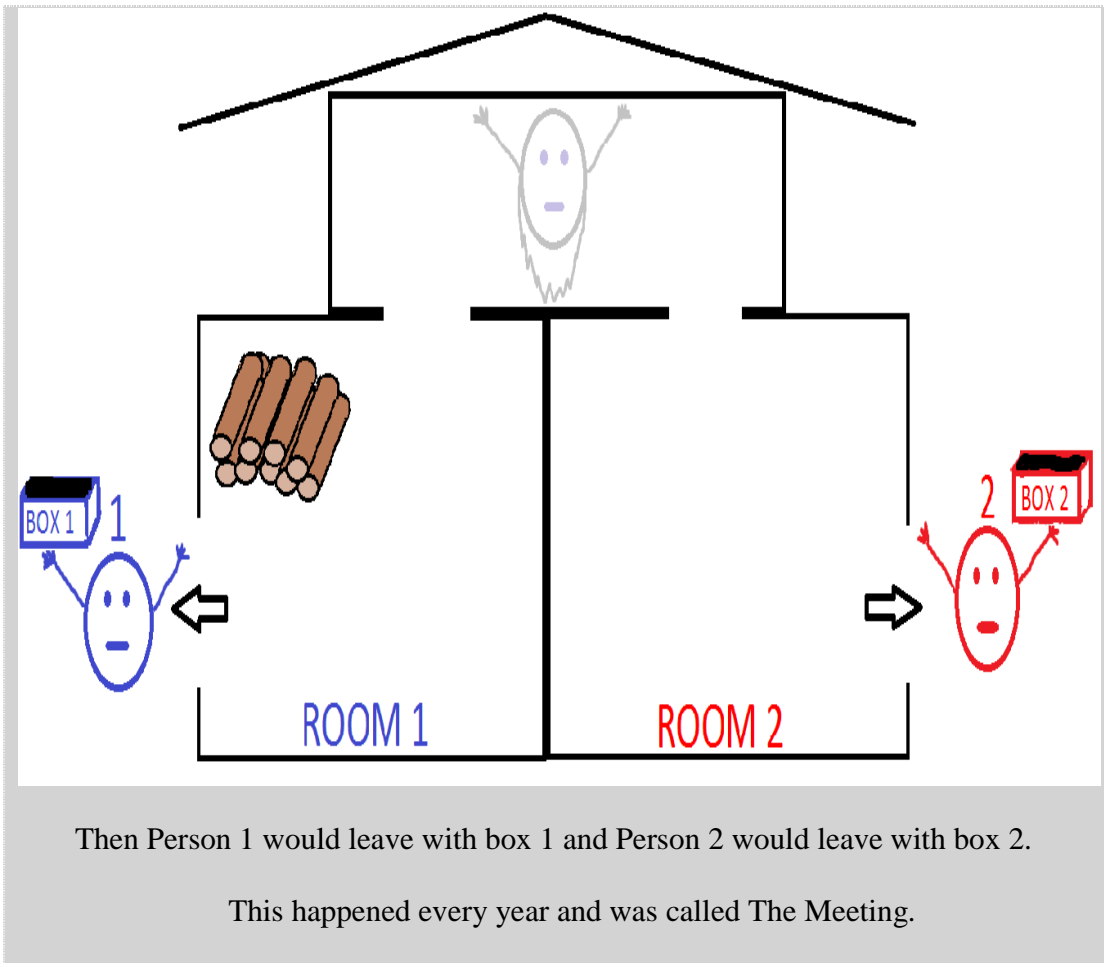 BOX 1
1
2
BOX 2
ROOM 1
ROOM 2
Then Person 1 would leave with box 1 and Person 2 would leave with box 2.
This happened every year and was called The Meeting.